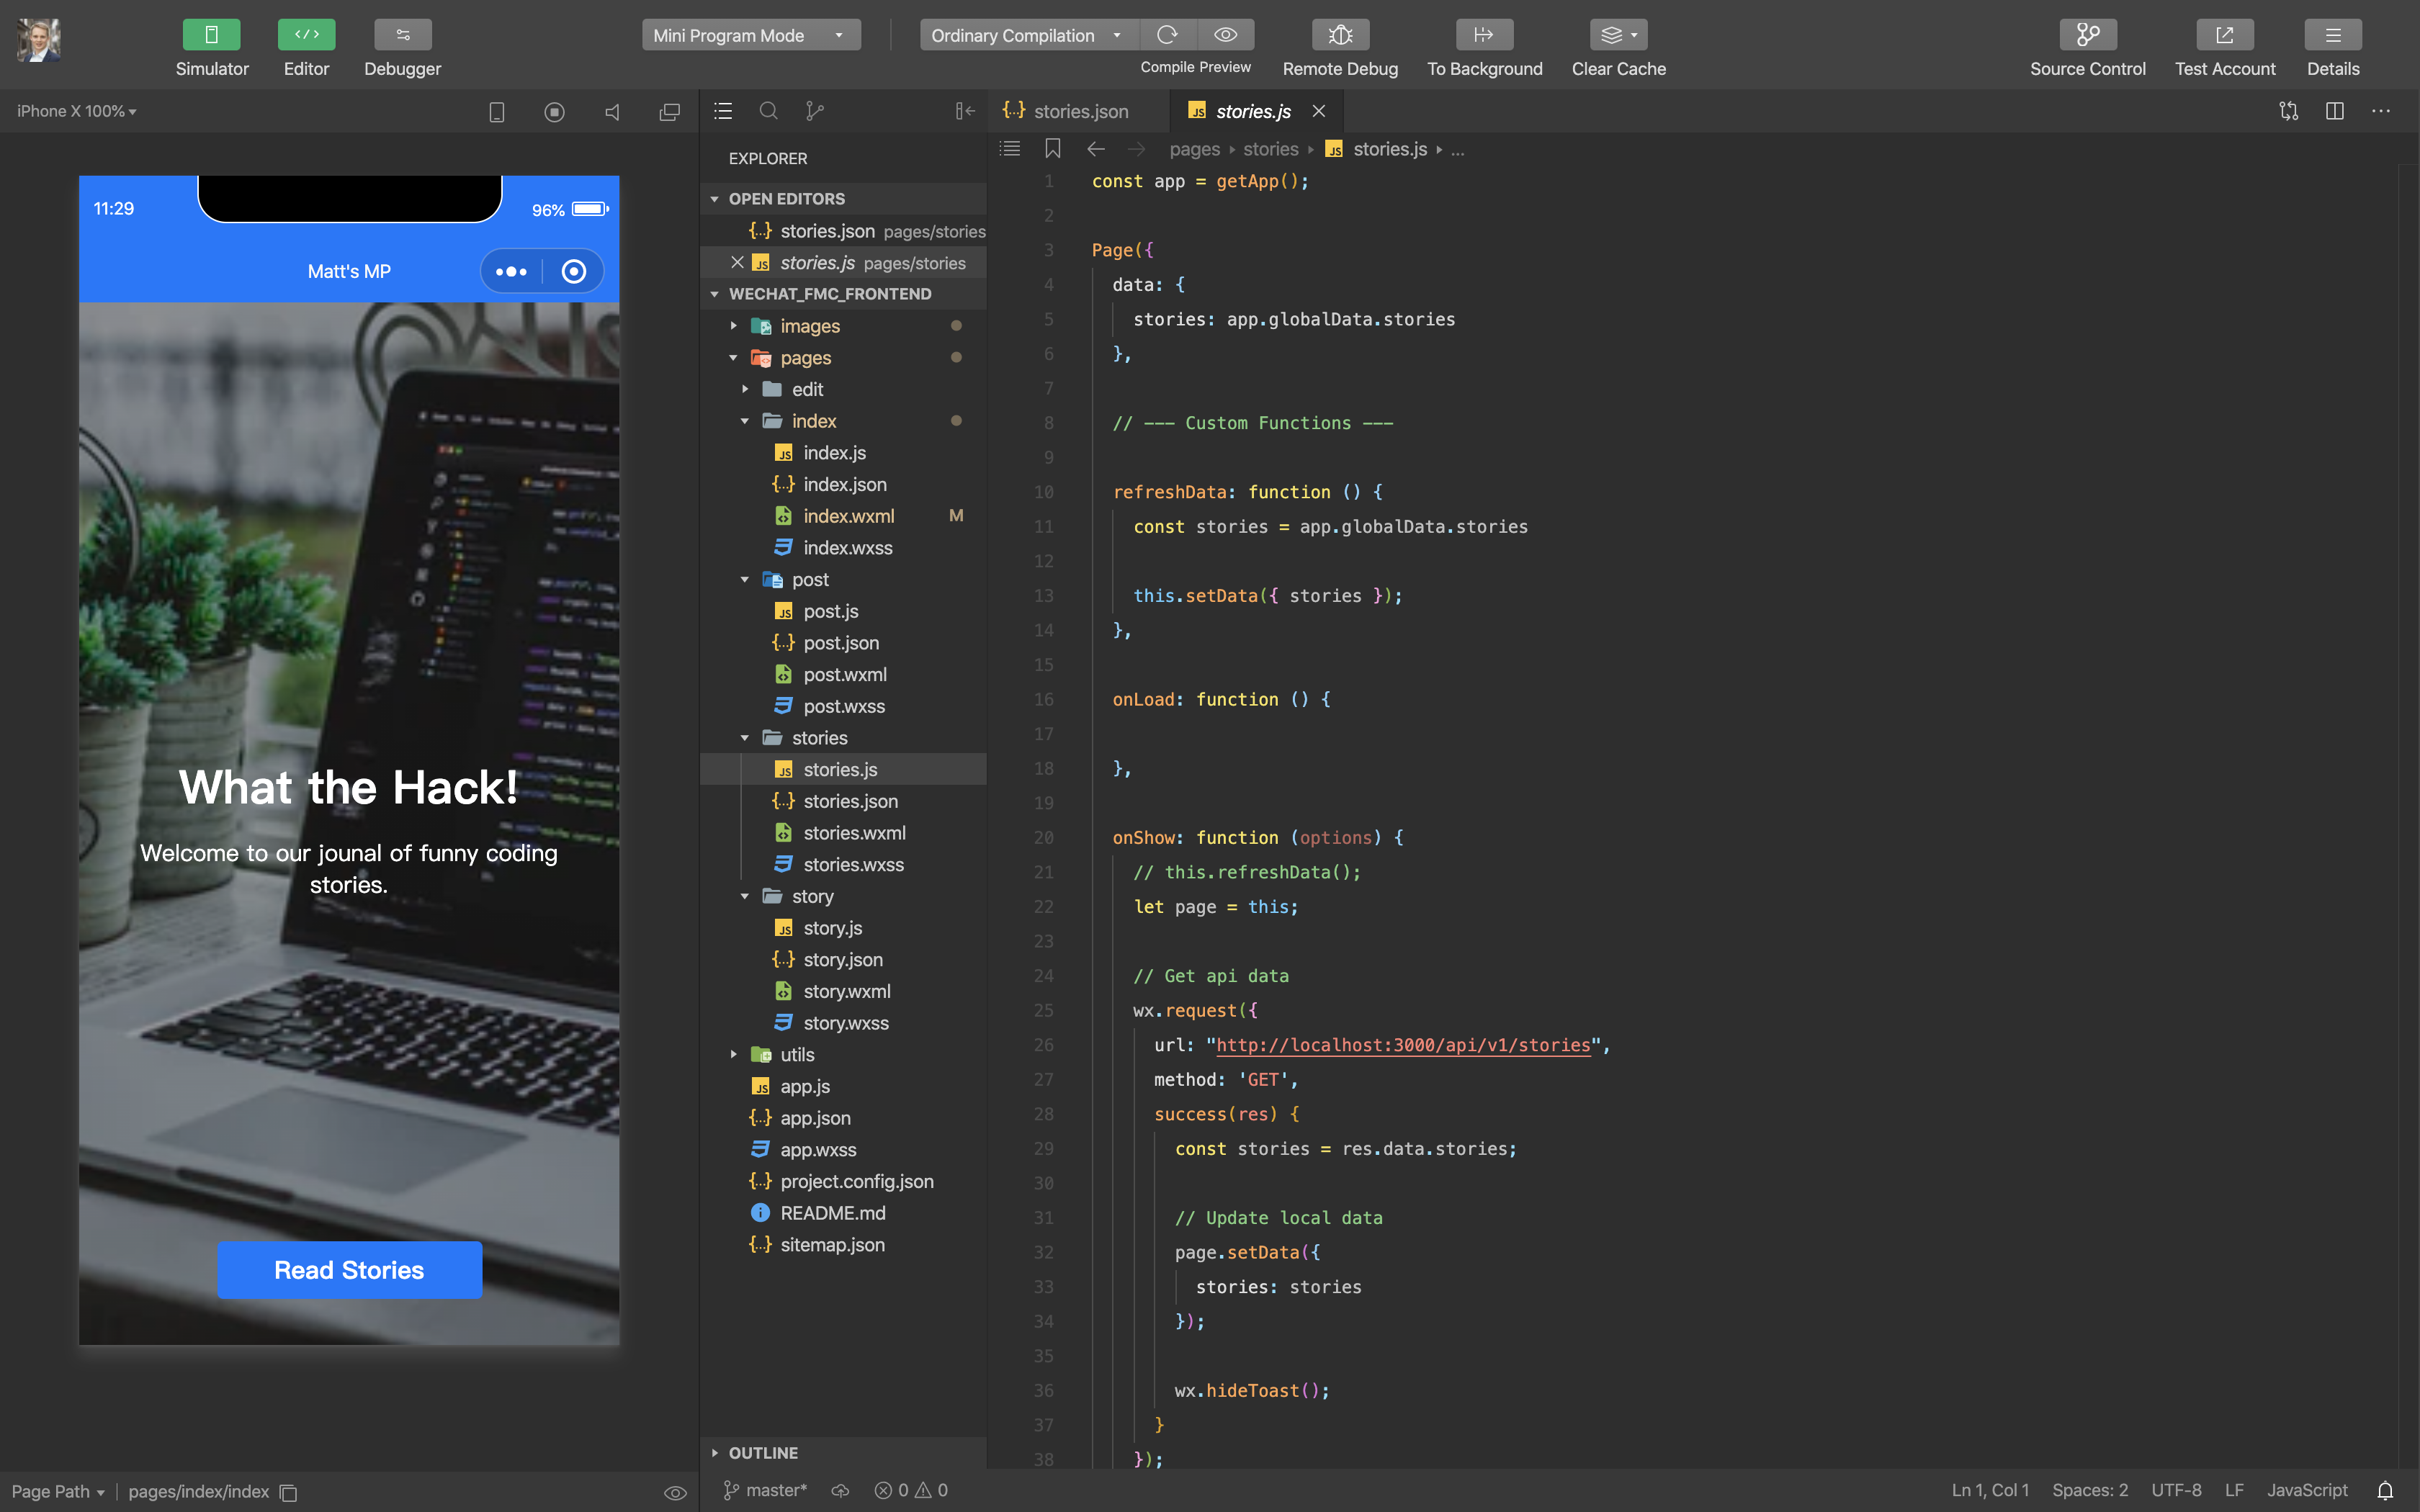 Simulator
Editor
Debugger
Mini Program Mode
Ordinary Compilation
Compile Preview
Remote Debug
To Background
Clear Cache
Source Control
Test Account
Details
iPhone X 100%
11:29
96%
Matt's MP
What the Hack!
Welcome to our jounal of funny coding
stories.
Read Stories
Page Path
pages/index/index
EXPLORER
OPEN EDITORS
stories.json pages/stories
stories.js pages/stories
WECHAT_FMC_FRONTEND
images
pages
edit
index
index.js
index.json
index.wxml M
index.wxss
post
post.js
post.json
post.wxml
post.wxss
stories
stories.js
stories.json
stories.wxml
stories.wxss
story
story.js
story.json
story.wxml
story.wxss
utils
app.js
app.json
app.wxss
project.config.json
README.md
sitemap.json
OUTLINE
stories.json
stories.js
pages stories stories.js ...
1 const app = getApp();
2
3 Page({
4 data: {
5 stories: app.globalData.stories
6 },
7
8 // --- Custom Functions ---
9
10 refreshData: function () {
11 const stories = app.globalData.stories
12
13 this.setData({ stories });
14 },
15
16 onLoad: function () {
17
18 },
19
20 onShow: function (options) {
21 // this.refreshData();
22 let page = this;
23
24 // Get api data
25 wx.request({
26 url: "http://localhost:3000/api/v1/stories",
27 method: 'GET',
28 success(res) {
29 const stories = res.data.stories;
30
31 // Update local data
32 page.setData({
33 stories: stories
34 });
35
36 wx.hideToast();
37 }
38 });
master* 0 0
Ln 1, Col 1 Spaces: 2 UTF-8 LF JavaScript